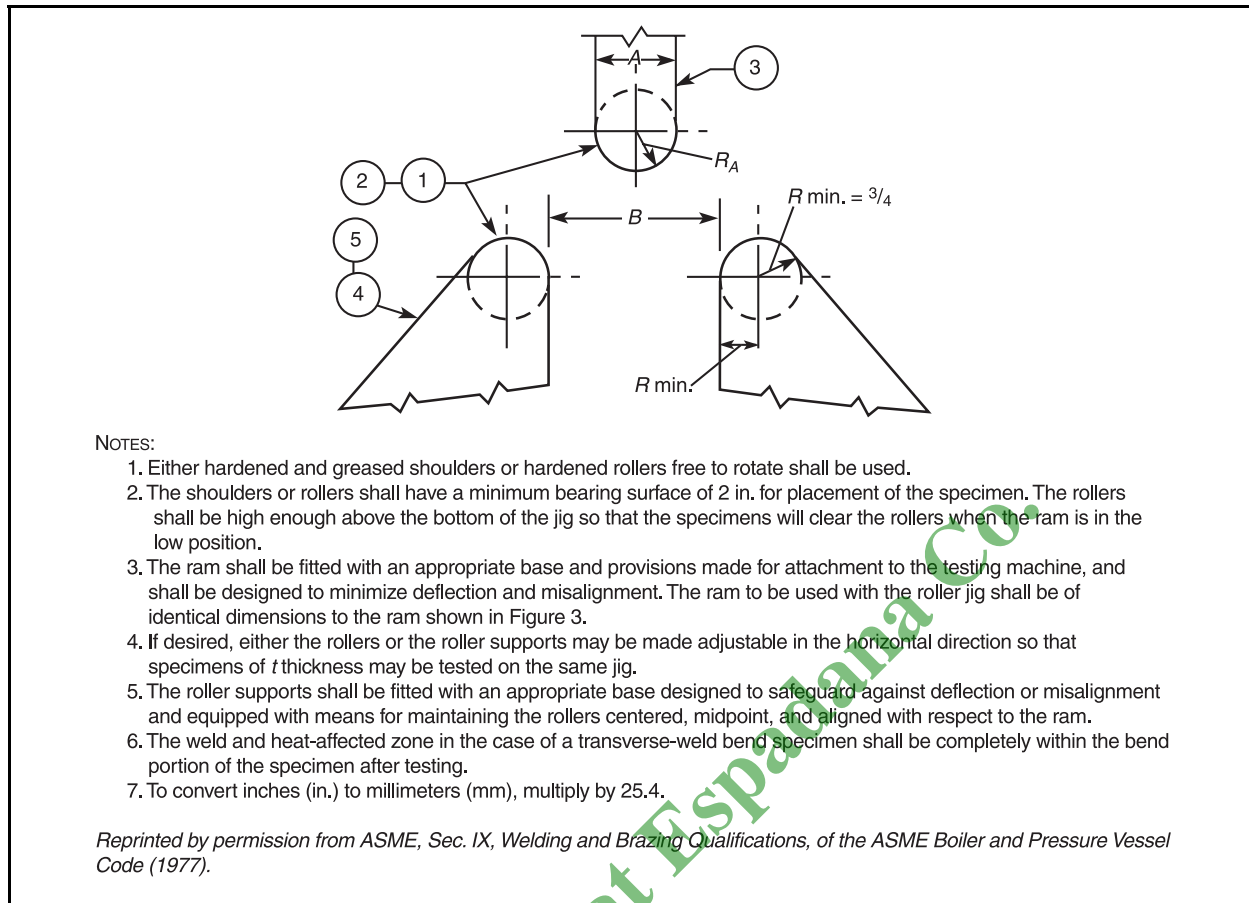 A
3
R_A
2
1
B
R min. = 3/4
5
4
R min.
NOTES:
1. Either hardened and greased shoulders or hardened rollers free to rotate shall be used.
2. The shoulders or rollers shall have a minimum bearing surface of 2 in. for placement of the specimen. The rollers
shall be high enough above the bottom of the jig so that the specimens will clear the rollers when the ram is in the
low position.
3. The ram shall be fitted with an appropriate base and provisions made for attachment to the testing machine, and
shall be designed to minimize deflection and misalignment. The ram to be used with the roller jig shall be of
identical dimensions to the ram shown in Figure 3.
4. If desired, either the rollers or the roller supports may be made adjustable in the horizontal direction so that
specimens of t thickness may be tested on the same jig.
5. The roller supports shall be fitted with an appropriate base designed to safeguard against deflection or misalignment
and equipped with means for maintaining the rollers centered, midpoint, and aligned with respect to the ram.
6. The weld and heat-affected zone in the case of a transverse-weld bend specimen shall be completely within the bend
portion of the specimen after testing.
7. To convert inches (in.) to millimeters (mm), multiply by 25.4.
Reprinted by permission from ASME, Sec. IX, Welding and Brazing Qualifications, of the ASME Boiler and Pressure Vessel
Code (1977).
Espadana Co.